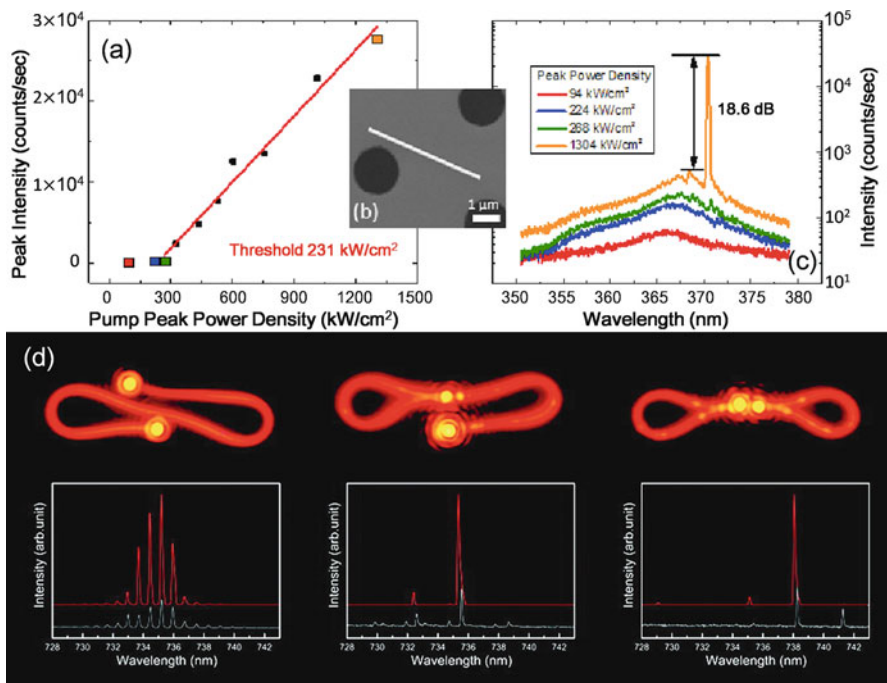 (a)
3×10⁴
2×10⁴
1×10⁴
0
Peak Intensity (counts/sec)
0 300 600 900 1200 1500
Pump Peak Power Density (kW/cm²)
Threshold 231 kW/cm²
(b)
1 μm
Peak Power Density
94 kW/cm²
224 kW/cm²
268 kW/cm²
1304 kW/cm²
18.6 dB
10⁵
10⁴
10³
10²
10¹
Intensity (counts/sec)
(c)
350 355 360 365 370 375 380
Wavelength (nm)
(d)
Intensity (arb.unit)
728 730 732 734 736 738 740 742
Wavelength (nm)
Intensity (arb.unit)
728 730 732 734 736 738 740 742
Wavelength (nm)
Intensity (arb.unit)
728 730 732 734 736 738 740 742
Wavelength (nm)